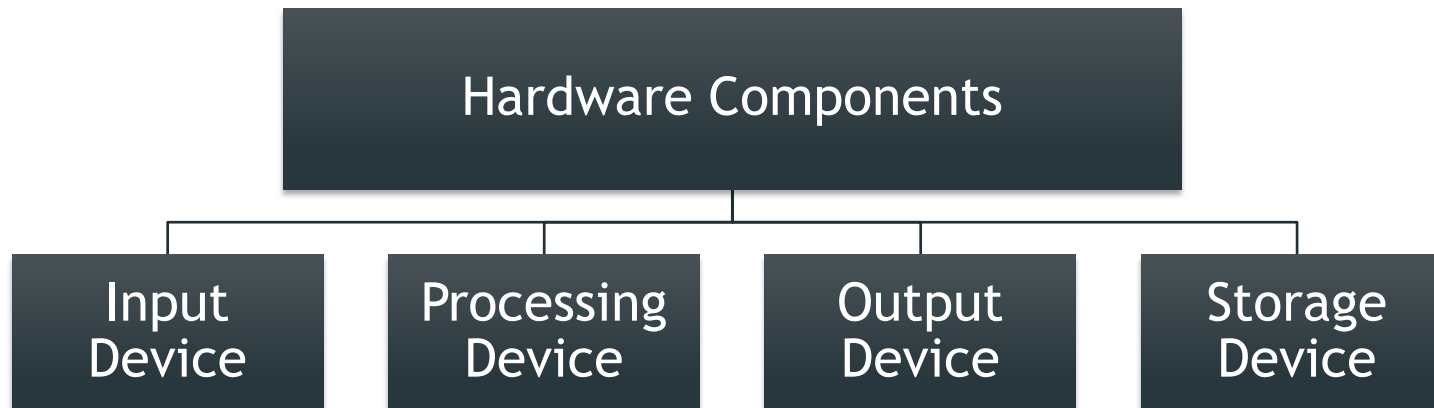 Hardware Components
Input
Device
Processing
Device
Output
Device
Storage
Device